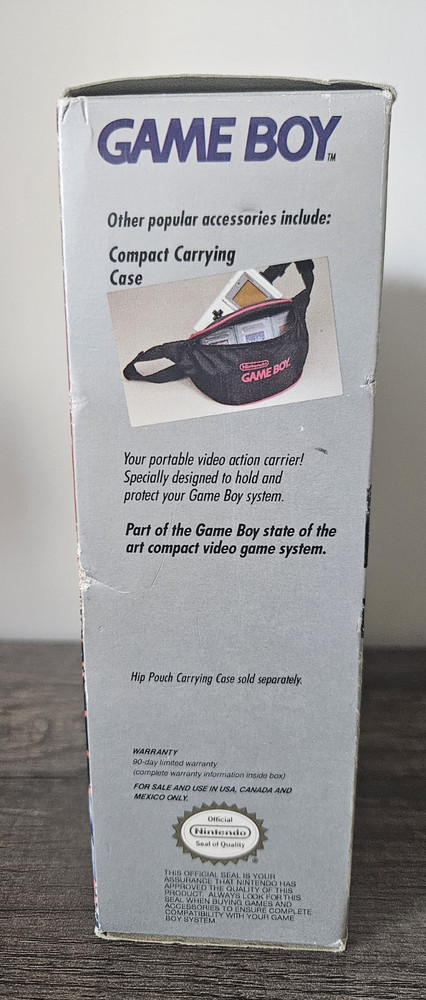 GAME BOY™
Other popular accessories include:
Compact Carrying
Case
Nintendo
GAME BOY
Your portable video action carrier!
Specially designed to hold and
protect your Game Boy system.
Part of the Game Boy state of the
art compact video game system.
Hip Pouch Carrying Case sold separately.
WARRANTY
90-day limited warranty
(complete warranty information inside box)
FOR SALE AND USE IN USA, CANADA AND
MEXICO ONLY.
Official
Nintendo
Seal of Quality
THIS OFFICIAL SEAL IS YOUR
ASSURANCE THAT NINTENDO HAS
APPROVED THE QUALITY OF THIS
PRODUCT. ALWAYS LOOK FOR THIS
SEAL WHEN BUYING GAMES AND
ACCESSORIES TO ENSURE COMPLETE
COMPATIBILITY WITH YOUR GAME
BOY SYSTEM.